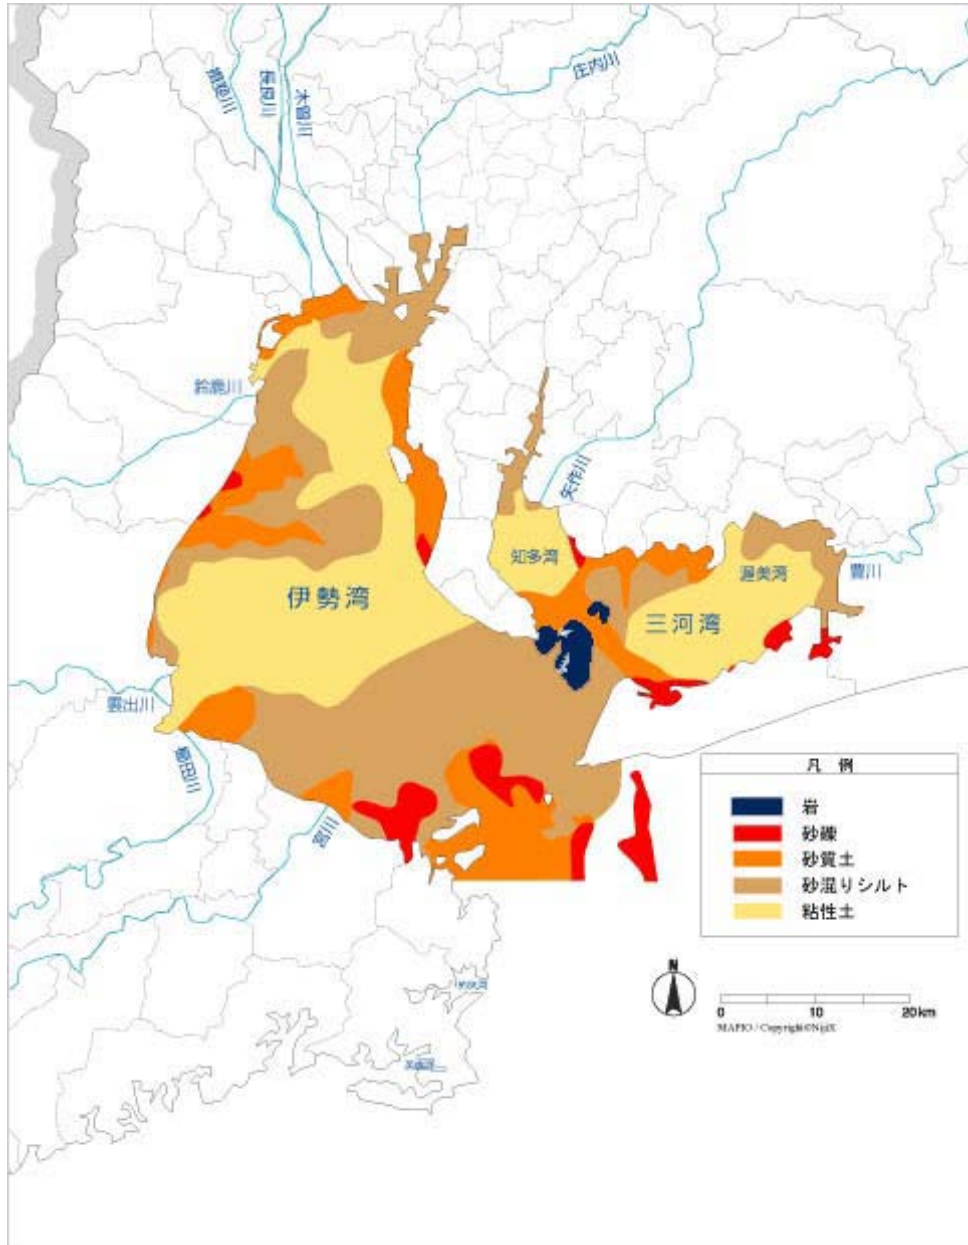 揖斐川
長良川
木曽川
庄内川
鈴鹿川
矢作川
知多湾
渥美湾
豊川
伊勢湾
三河湾
雲出川
櫛田川
宮川
凡 例
岩
砂礫
砂質土
砂混りシルト
粘性土
N
0 10 20km
MAPIO / Copyright©NijiX